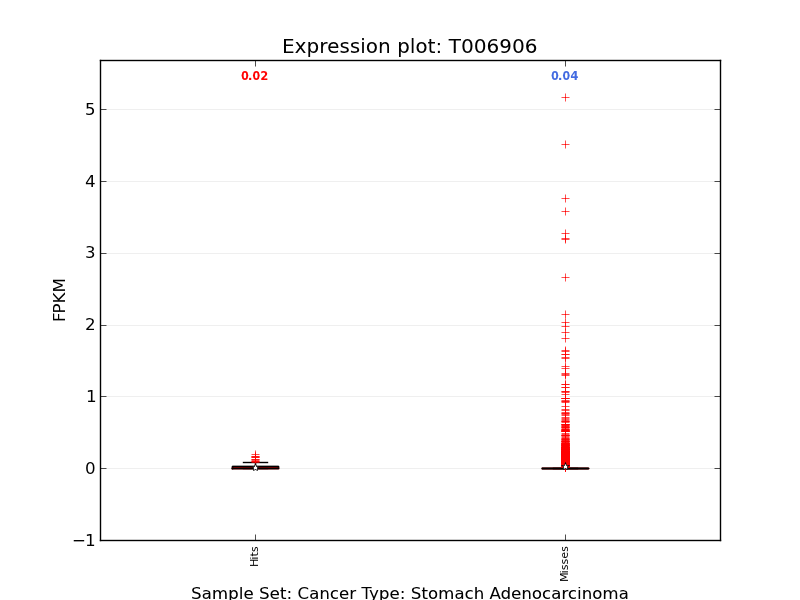 Expression plot: T006906
0.02 0.04
5
4
3
2
1
0
−1
FPKM
Hits Misses
Sample Set: Cancer Type: Stomach Adenocarcinoma